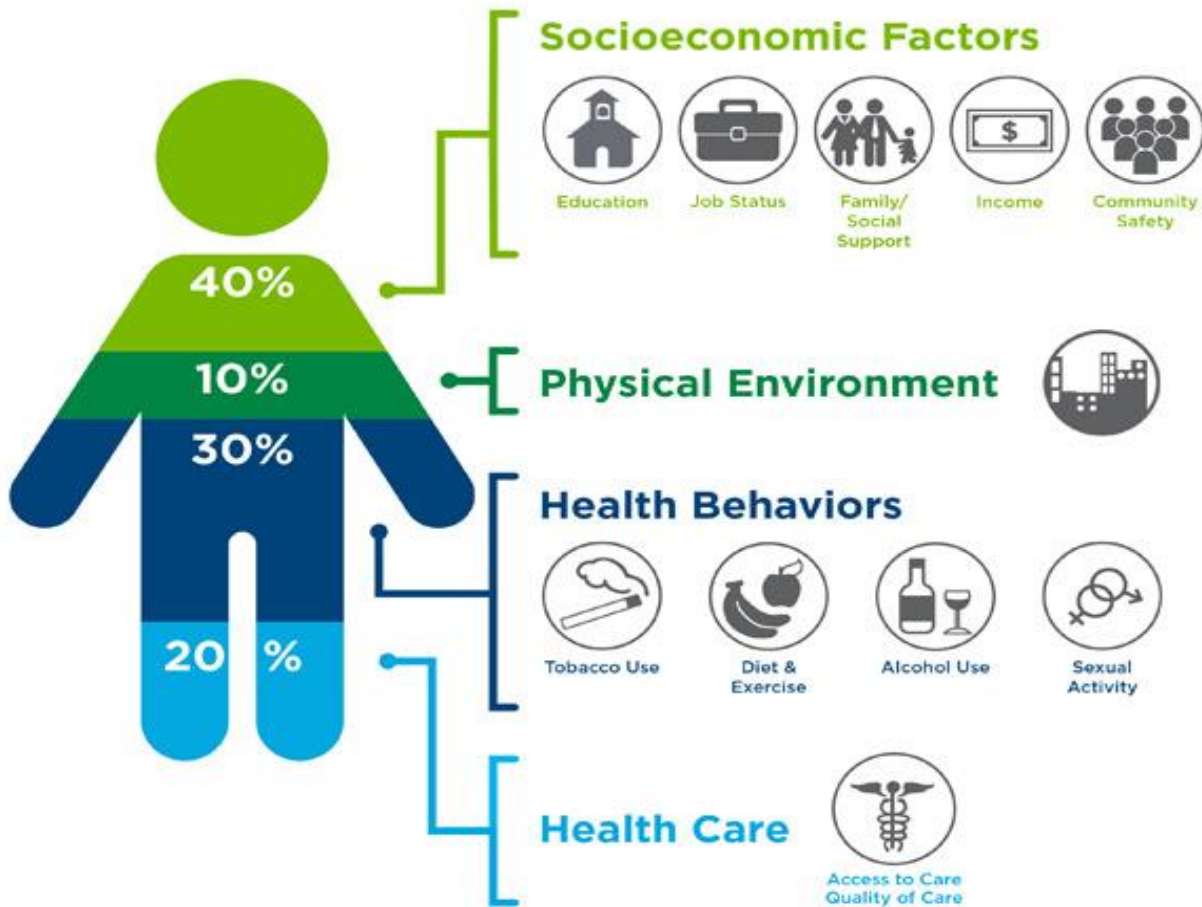 Socioeconomic Factors
$
Education
Job Status
Family/
Social
Support
Income
Community
Safety
40%
10%
Physical Environment
30%
Health Behaviors
Tobacco Use
Diet &
Exercise
Alcohol Use
Sexual
Activity
20 %
Health Care
Access to Care
Quality of Care